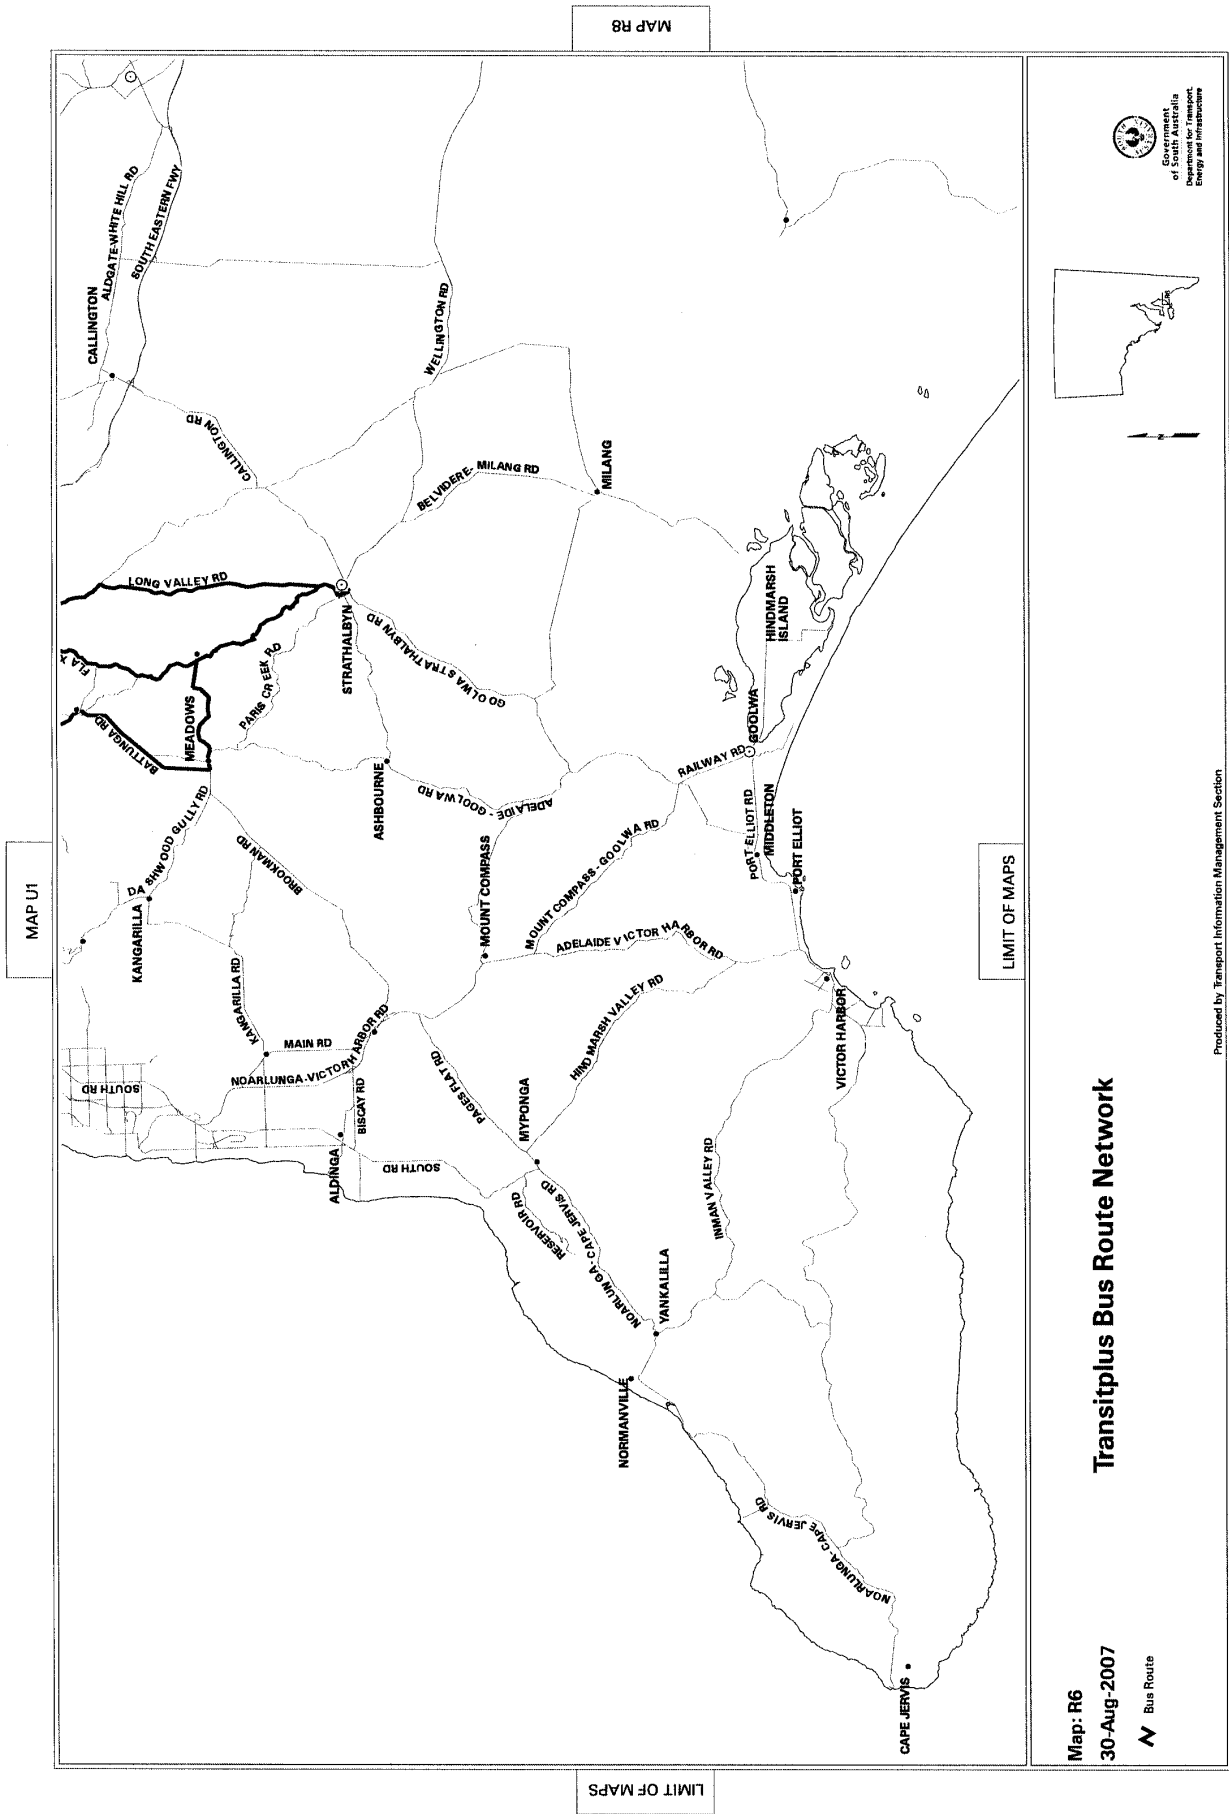 MAP U1
MAP R8
LIMIT OF MAPS
LIMIT OF MAPS
FLAX
BATTUNGA RD
LONG VALLEY RD
CALLINGTON
ALDGATE-WHITE HILL RD
SOUTH EASTERN FWY
CALLINGTON RD
SOUTH RD
KANGARILLA
DASHWOOD GULLY RD
MEADOWS
PARIS CREEK RD
BROOKMAN RD
KANGARILLA RD
MAIN RD
NOARLUNGA-VICTOR HARBOR RD
BISCAY RD
ALDINGA
SOUTH RD
STRATHALBYN
GOOLWA STRATHALBYN RD
ASHBOURNE
ADELAIDE - GOOLWA RD
WELLINGTON RD
BELVIDERE- MILANG RD
MILANG
PAGES FLAT RD
MOUNT COMPASS
MOUNT COMPASS - GOOLWA RD
ADELAIDE VICTOR HARBOR RD
HINDMARSH VALLEY RD
MYPONGA
RESERVOIR RD
NOARLUNGA - CAPE JERVIS RD
YANKALILLA
NORMANVILLE
INMAN VALLEY RD
RAILWAY RD
GOOLWA
HINDMARSH
ISLAND
PORT ELLIOT RD
MIDDLETON
PORT ELLIOT
VICTOR HARBOR
NOARLUNGA-CAPE JERVIS RD
CAPE JERVIS
Map: R6
30-Aug-2007
Bus Route
Transitplus Bus Route Network
N
Government
of South Australia
Department for Transport,
Energy and Infrastructure
Produced by Transport Information Management Section